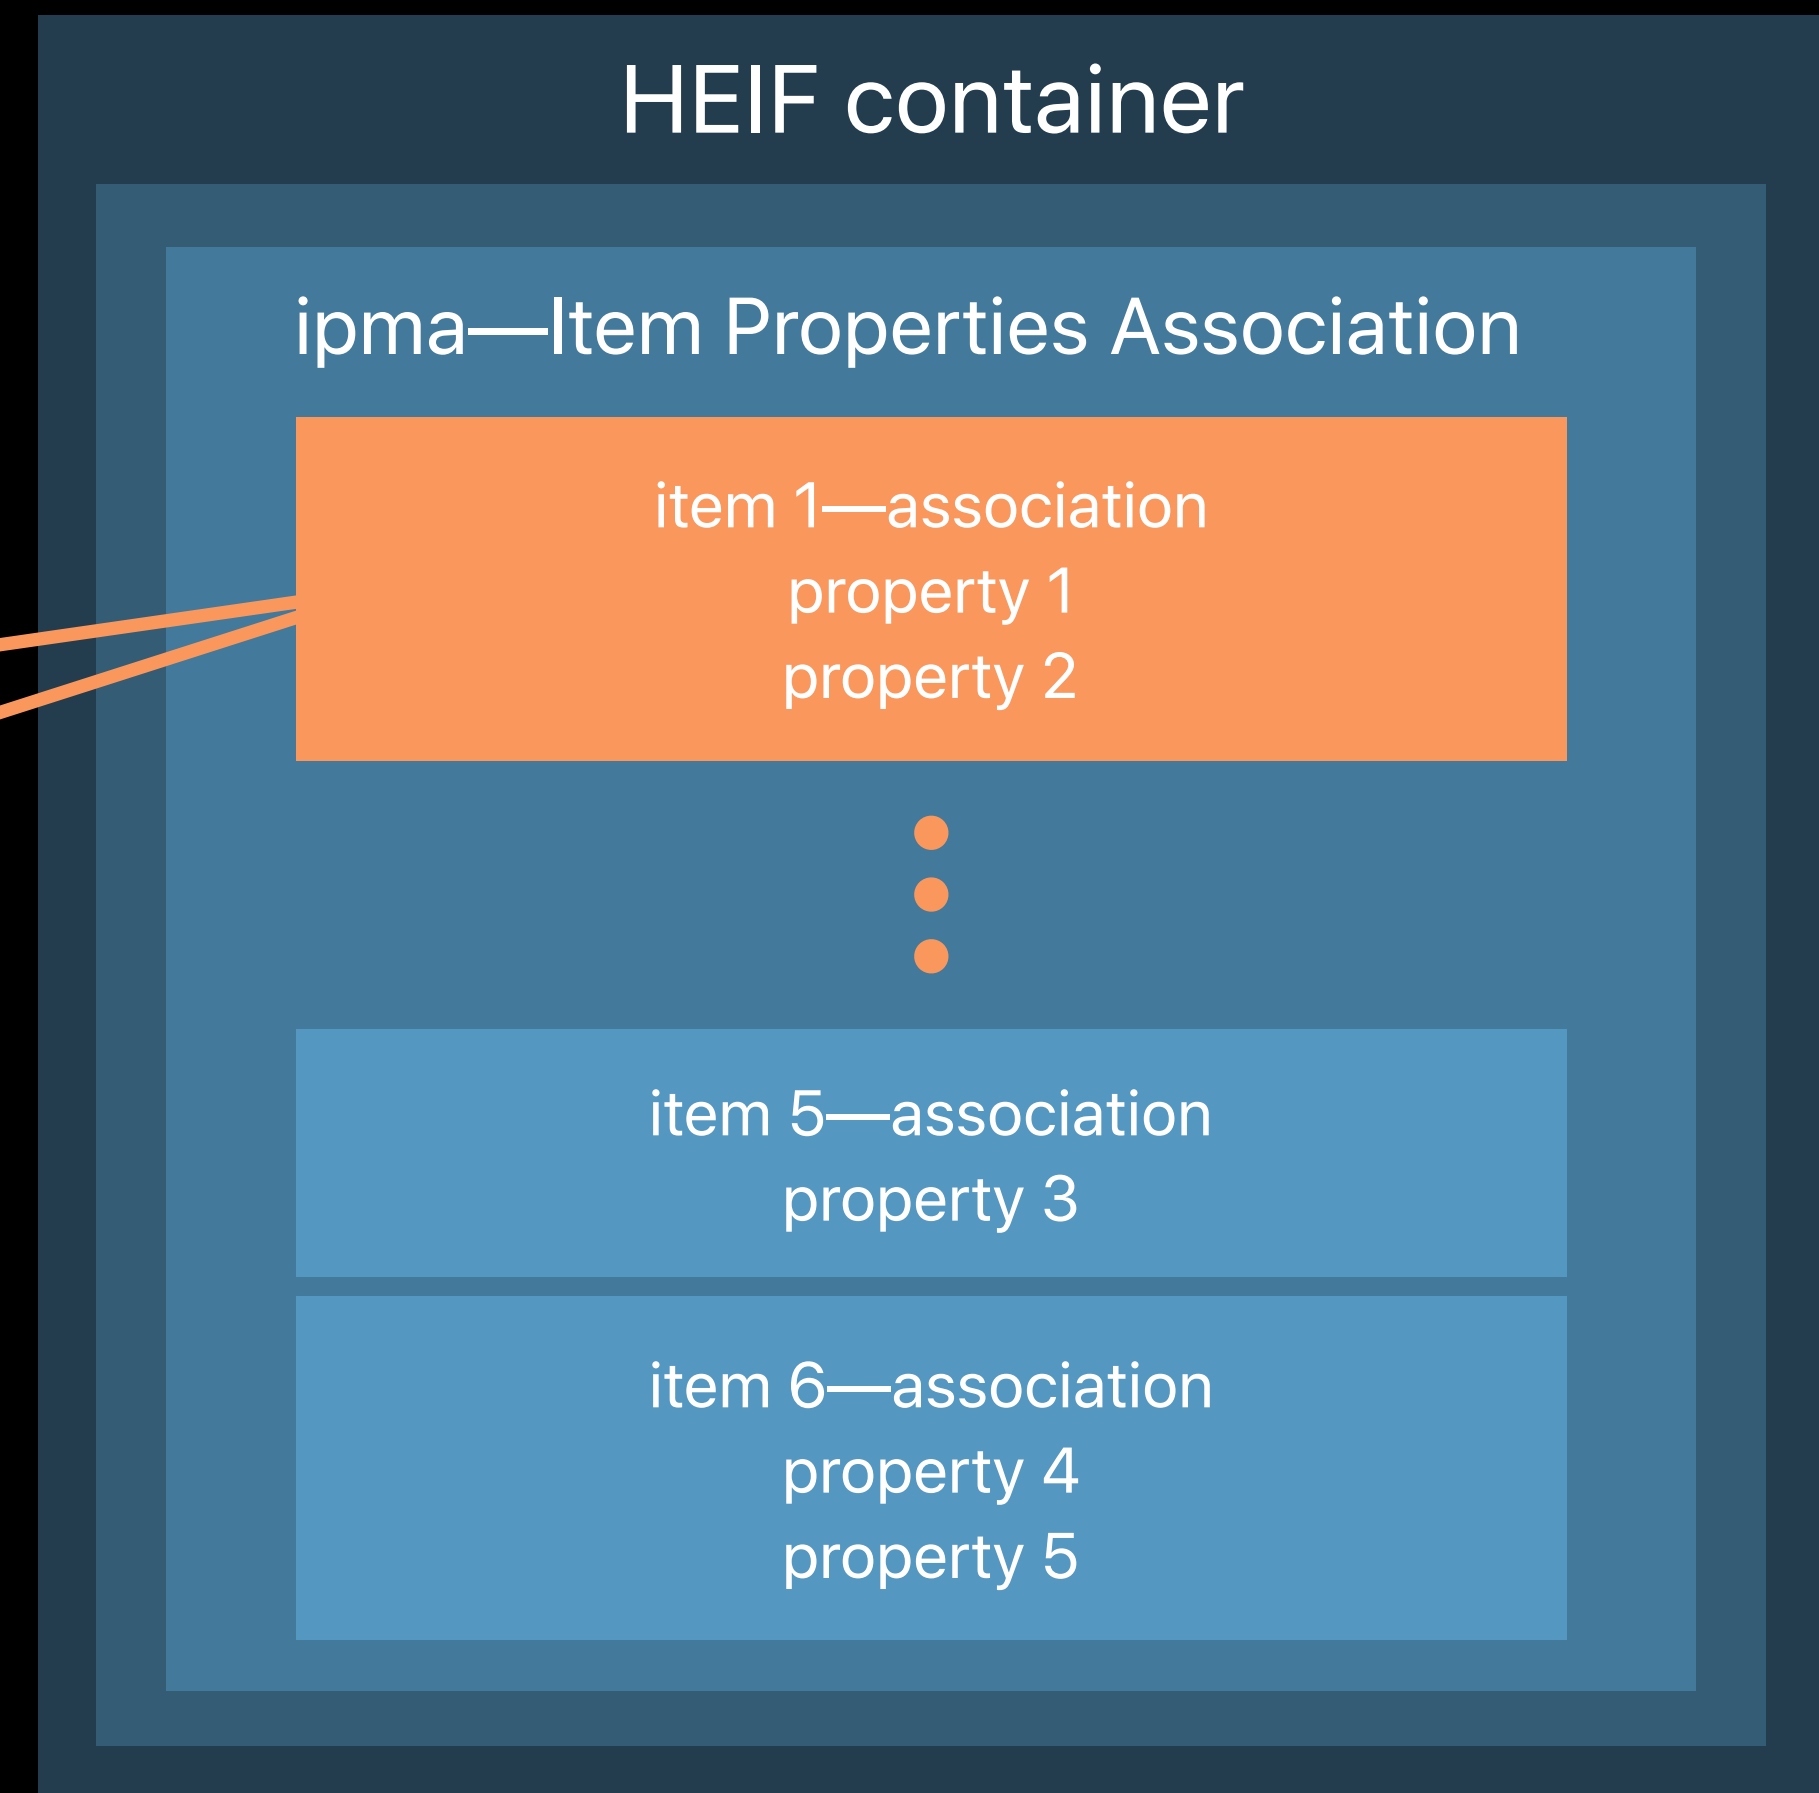 HEIF container
ipma—Item Properties Association
item 1—association
property 1
property 2
item 5—association
property 3
item 6—association
property 4
property 5